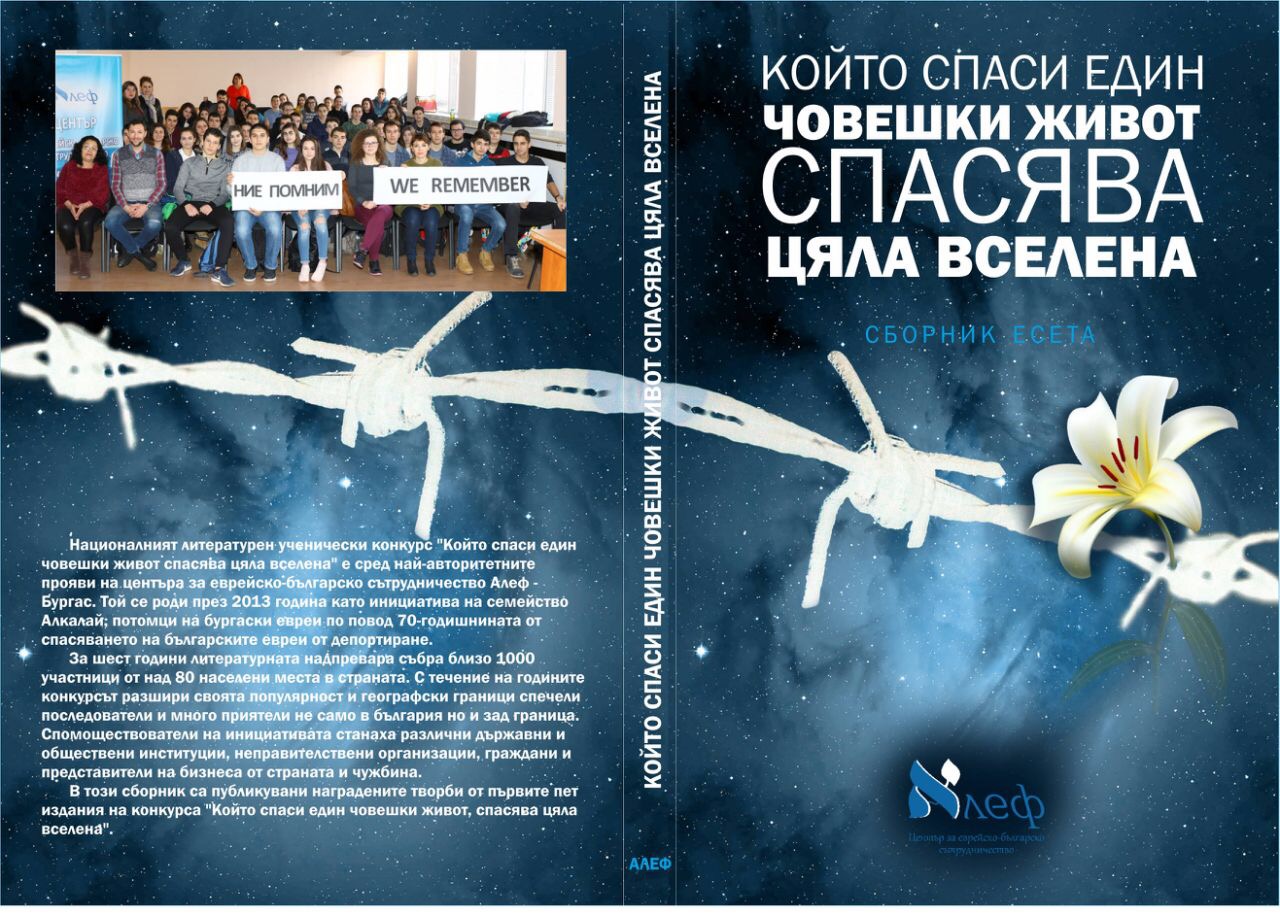 Алеф
ЦЕНТЪР
НИЕ ПОМНИМ
WE REMEMBER
Националният литературен ученически конкурс "Който спаси един
човешки живот спасява цяла вселена" е сред най-авторитетните
прояви на центъра за еврейско-българско сътрудничество Алеф -
Бургас. Той се роди през 2013 година като инициатива на семейство
Алкалай; потомци на бургаски евреи по повод 70-годишнината от
спасяването на българските евреи от депортиране.
За шест години литературната надпревара събра близо 1000
участници от над 80 населени места в страната. С течение на годините
конкурсът разшири своята популярност и географски граници спечели
последователи и много приятели не само в българия но и зад граница.
Спомоществователи на инициативата станаха различни държавни и
обществени институции, неправителствени организации, граждани и
представители на бизнеса от страната и чужбина.
В този сборник са публикувани наградените творби от първите пет
издания на конкурса "Който спаси един човешки живот, спасява цяла
вселена".
КОЙТО СПАСИ ЕДИН ЧОВЕШКИ ЖИВОТ СПАСЯВА ЦЯЛА ВСЕЛЕНА
АЛЕФ
КОЙТО СПАСИ ЕДИН
ЧОВЕШКИ ЖИВОТ
СПАСЯВА
ЦЯЛА ВСЕЛЕНА
СБОРНИК ЕСЕТА
Алеф
Център за еврейско-българско
сътрудничество